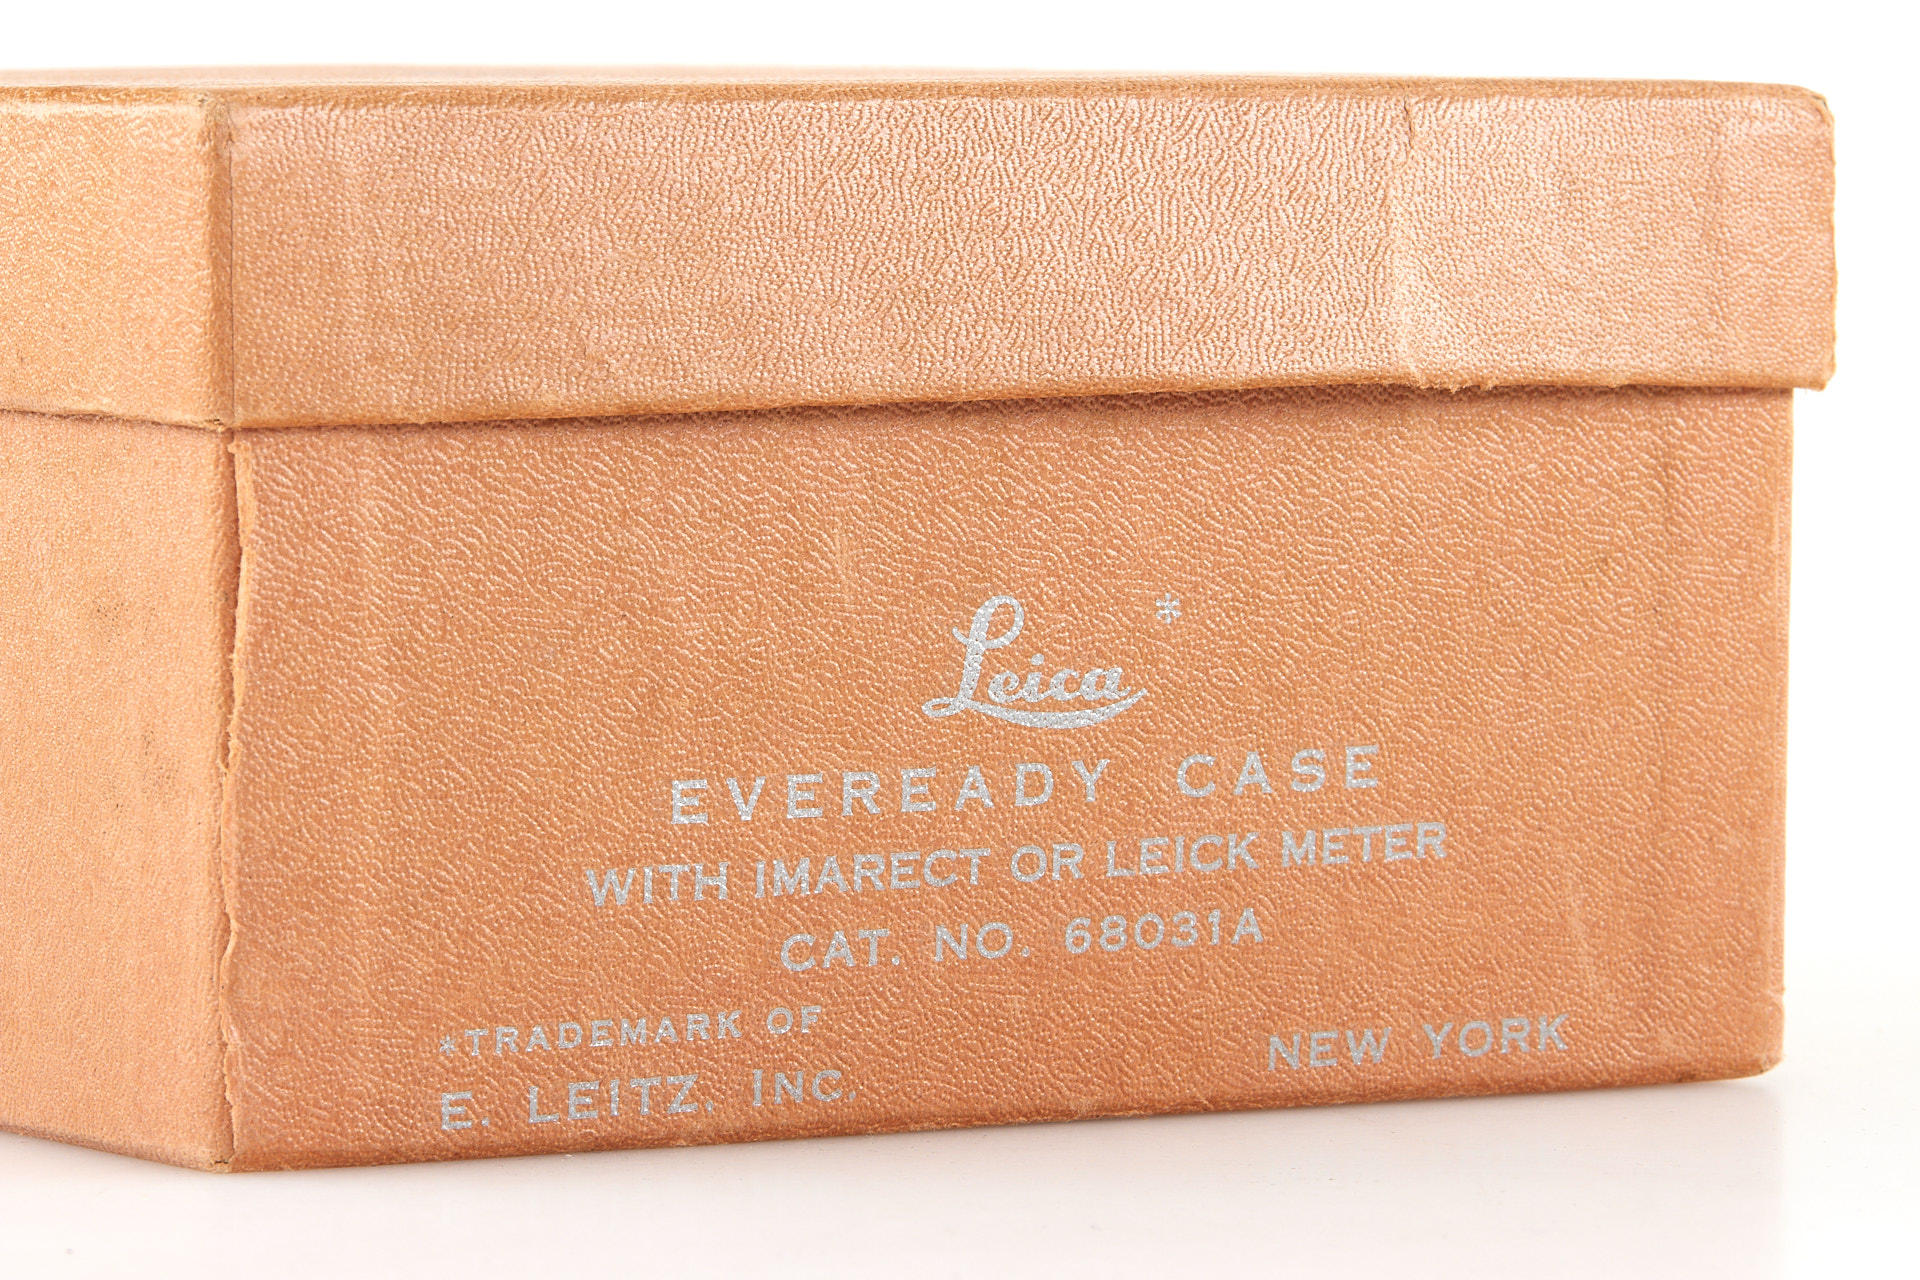 Leica *
EVEREADY CASE
WITH IMARECT OR LEICK METER
CAT. NO. 68031A
*TRADEMARK OF
E. LEITZ, INC.
NEW YORK